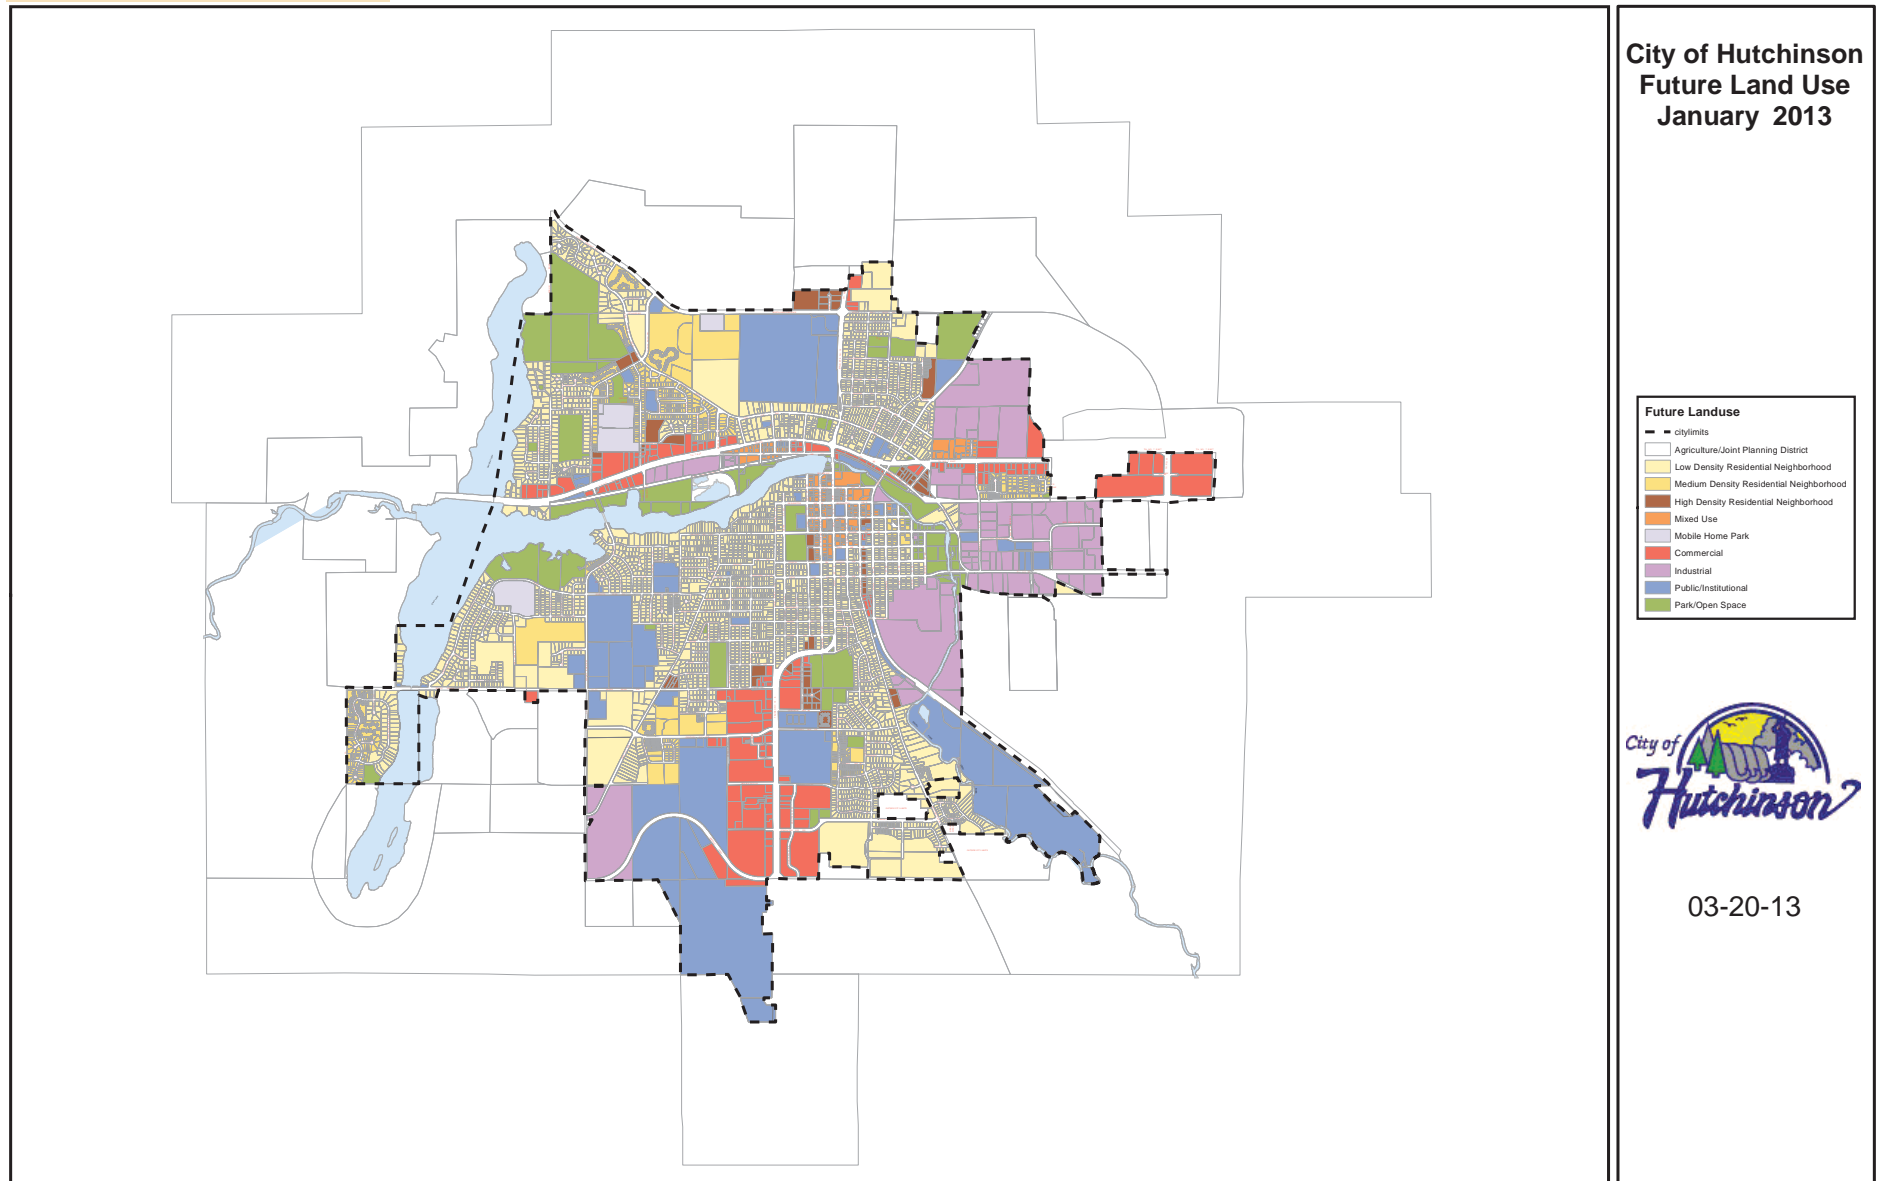 City of Hutchinson
Future Land Use
January 2013
Future Landuse
citylimits
Agriculture/Joint Planning District
Low Density Residential Neighborhood
Medium Density Residential Neighborhood
High Density Residential Neighborhood
Mixed Use
Mobile Home Park
Commercial
Industrial
Public/Institutional
Park/Open Space
City of
Hutchinson
03-20-13